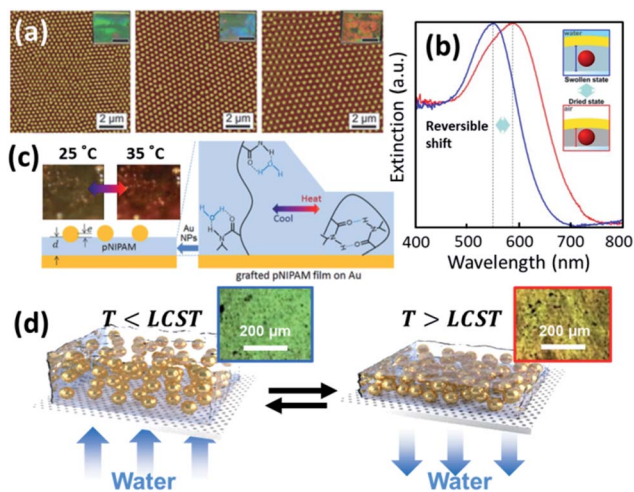 (a)
2 μm
2 μm
2 μm
(b)
Extinction (a.u.)
water
Swollen state
Dried state
air
Reversible
shift
400 500 600 700 800
Wavelength (nm)
(c)
25 ˚C 35 ˚C
d
e
pNIPAM
Au
NPs
Heat
Cool
grafted pNIPAM film on Au
(d)
T < LCST
200 μm
T > LCST
200 μm
Water
Water